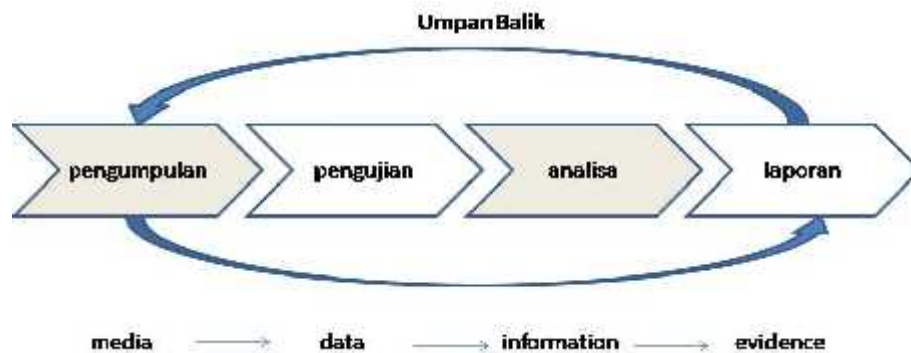 Umpan Balik
pengumpulan pengujian analisa laporan
media data information evidence